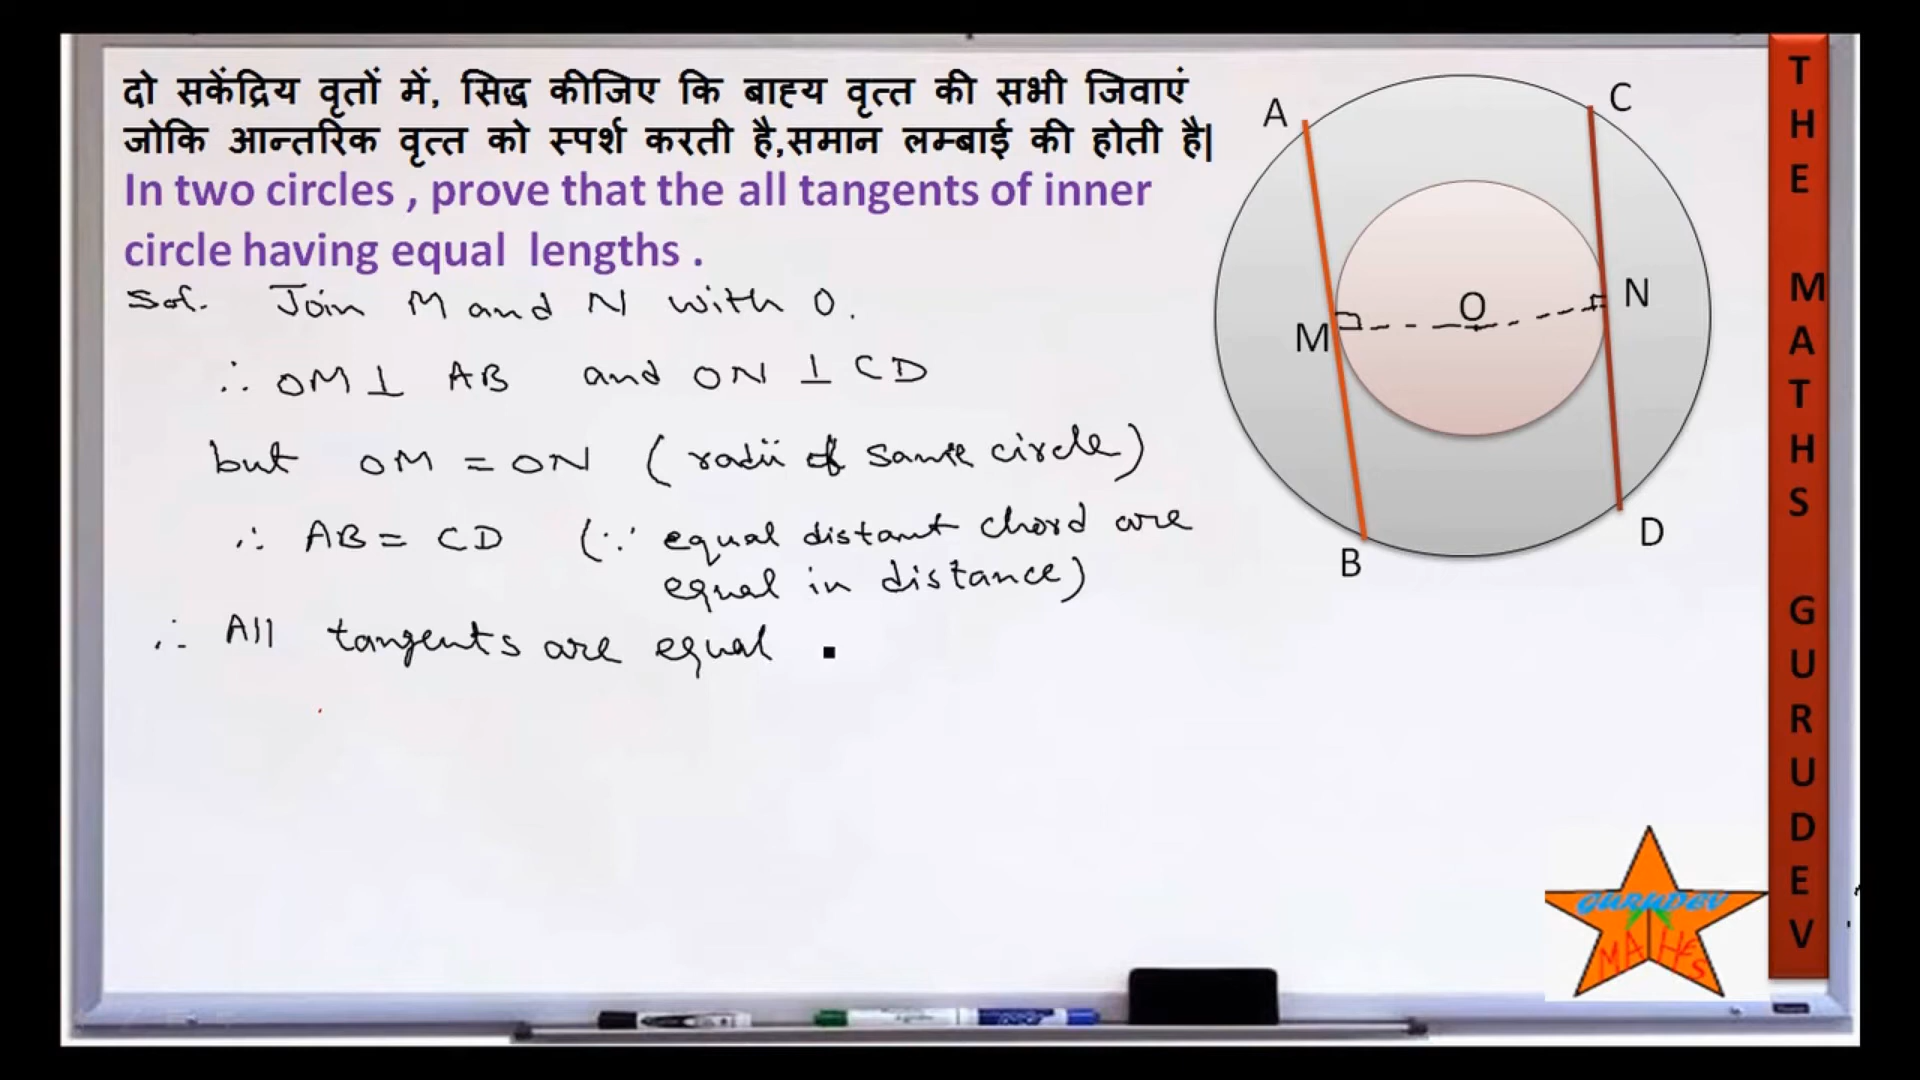 दो सकेंद्रिय वृतों में, सिद्ध कीजिए कि बाह्य वृत्त की सभी जिवाएं
जोकि आन्तरिक वृत्त को स्पर्श करती है,समान लम्बाई की होती है|
In two circles , prove that the all tangents of inner
circle having equal lengths .
Sol. Join M and N with O.
∴ OM ⊥ AB and ON ⊥ CD
but OM = ON (radii of same circle)
∴ AB = CD (∵ equal distant chord are
equal in distance)
∴ All tangents are equal
A
C
M
O
N
B
D
THE MATHS GURUDEV
GURUDEV
MATHS